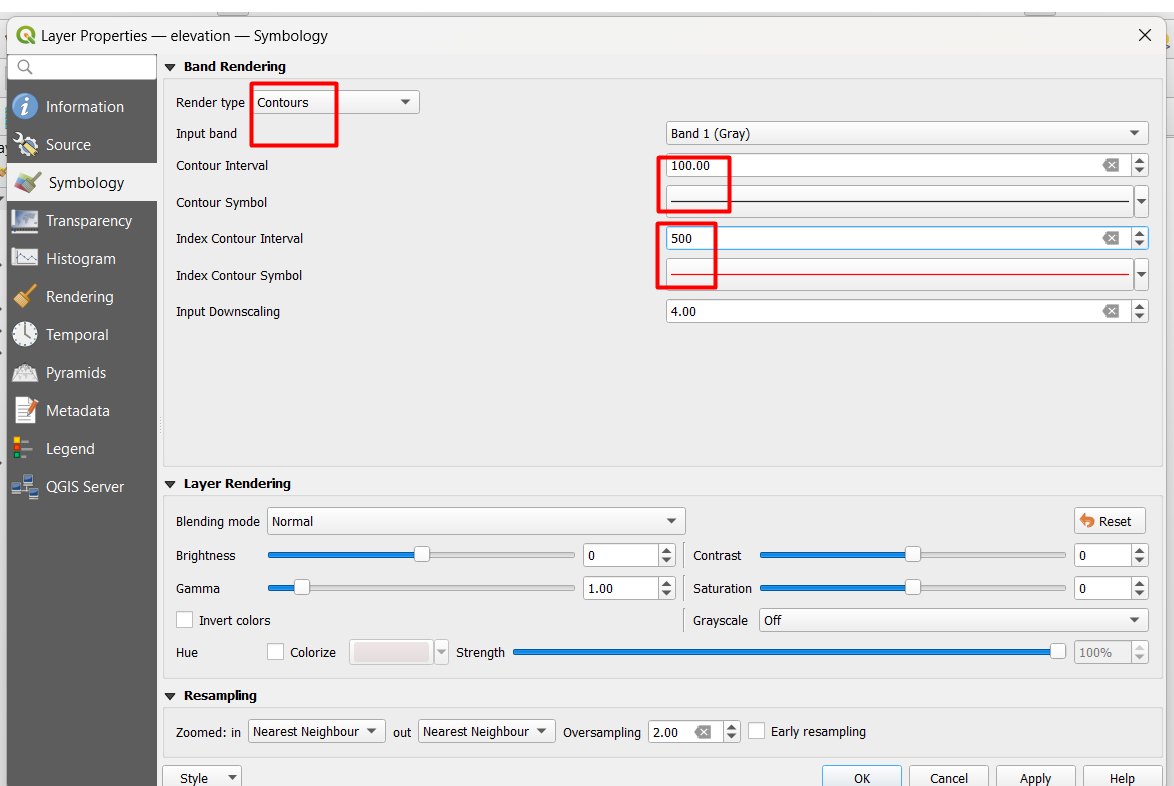 Layer Properties — elevation — Symbology
Information
Source
Symbology
Transparency
Histogram
Rendering
Temporal
Pyramids
Metadata
Legend
QGIS Server
Band Rendering
Render type Contours
Input band Band 1 (Gray)
Contour Interval 100.00
Contour Symbol
Index Contour Interval 500
Index Contour Symbol
Input Downscaling 4.00
Layer Rendering
Blending mode Normal Reset
Brightness 0 Contrast 0
Gamma 1.00 Saturation 0
Invert colors Grayscale Off
Hue Colorize Strength 100%
Resampling
Zoomed: in Nearest Neighbour out Nearest Neighbour Oversampling 2.00 Early resampling
Style OK Cancel Apply Help